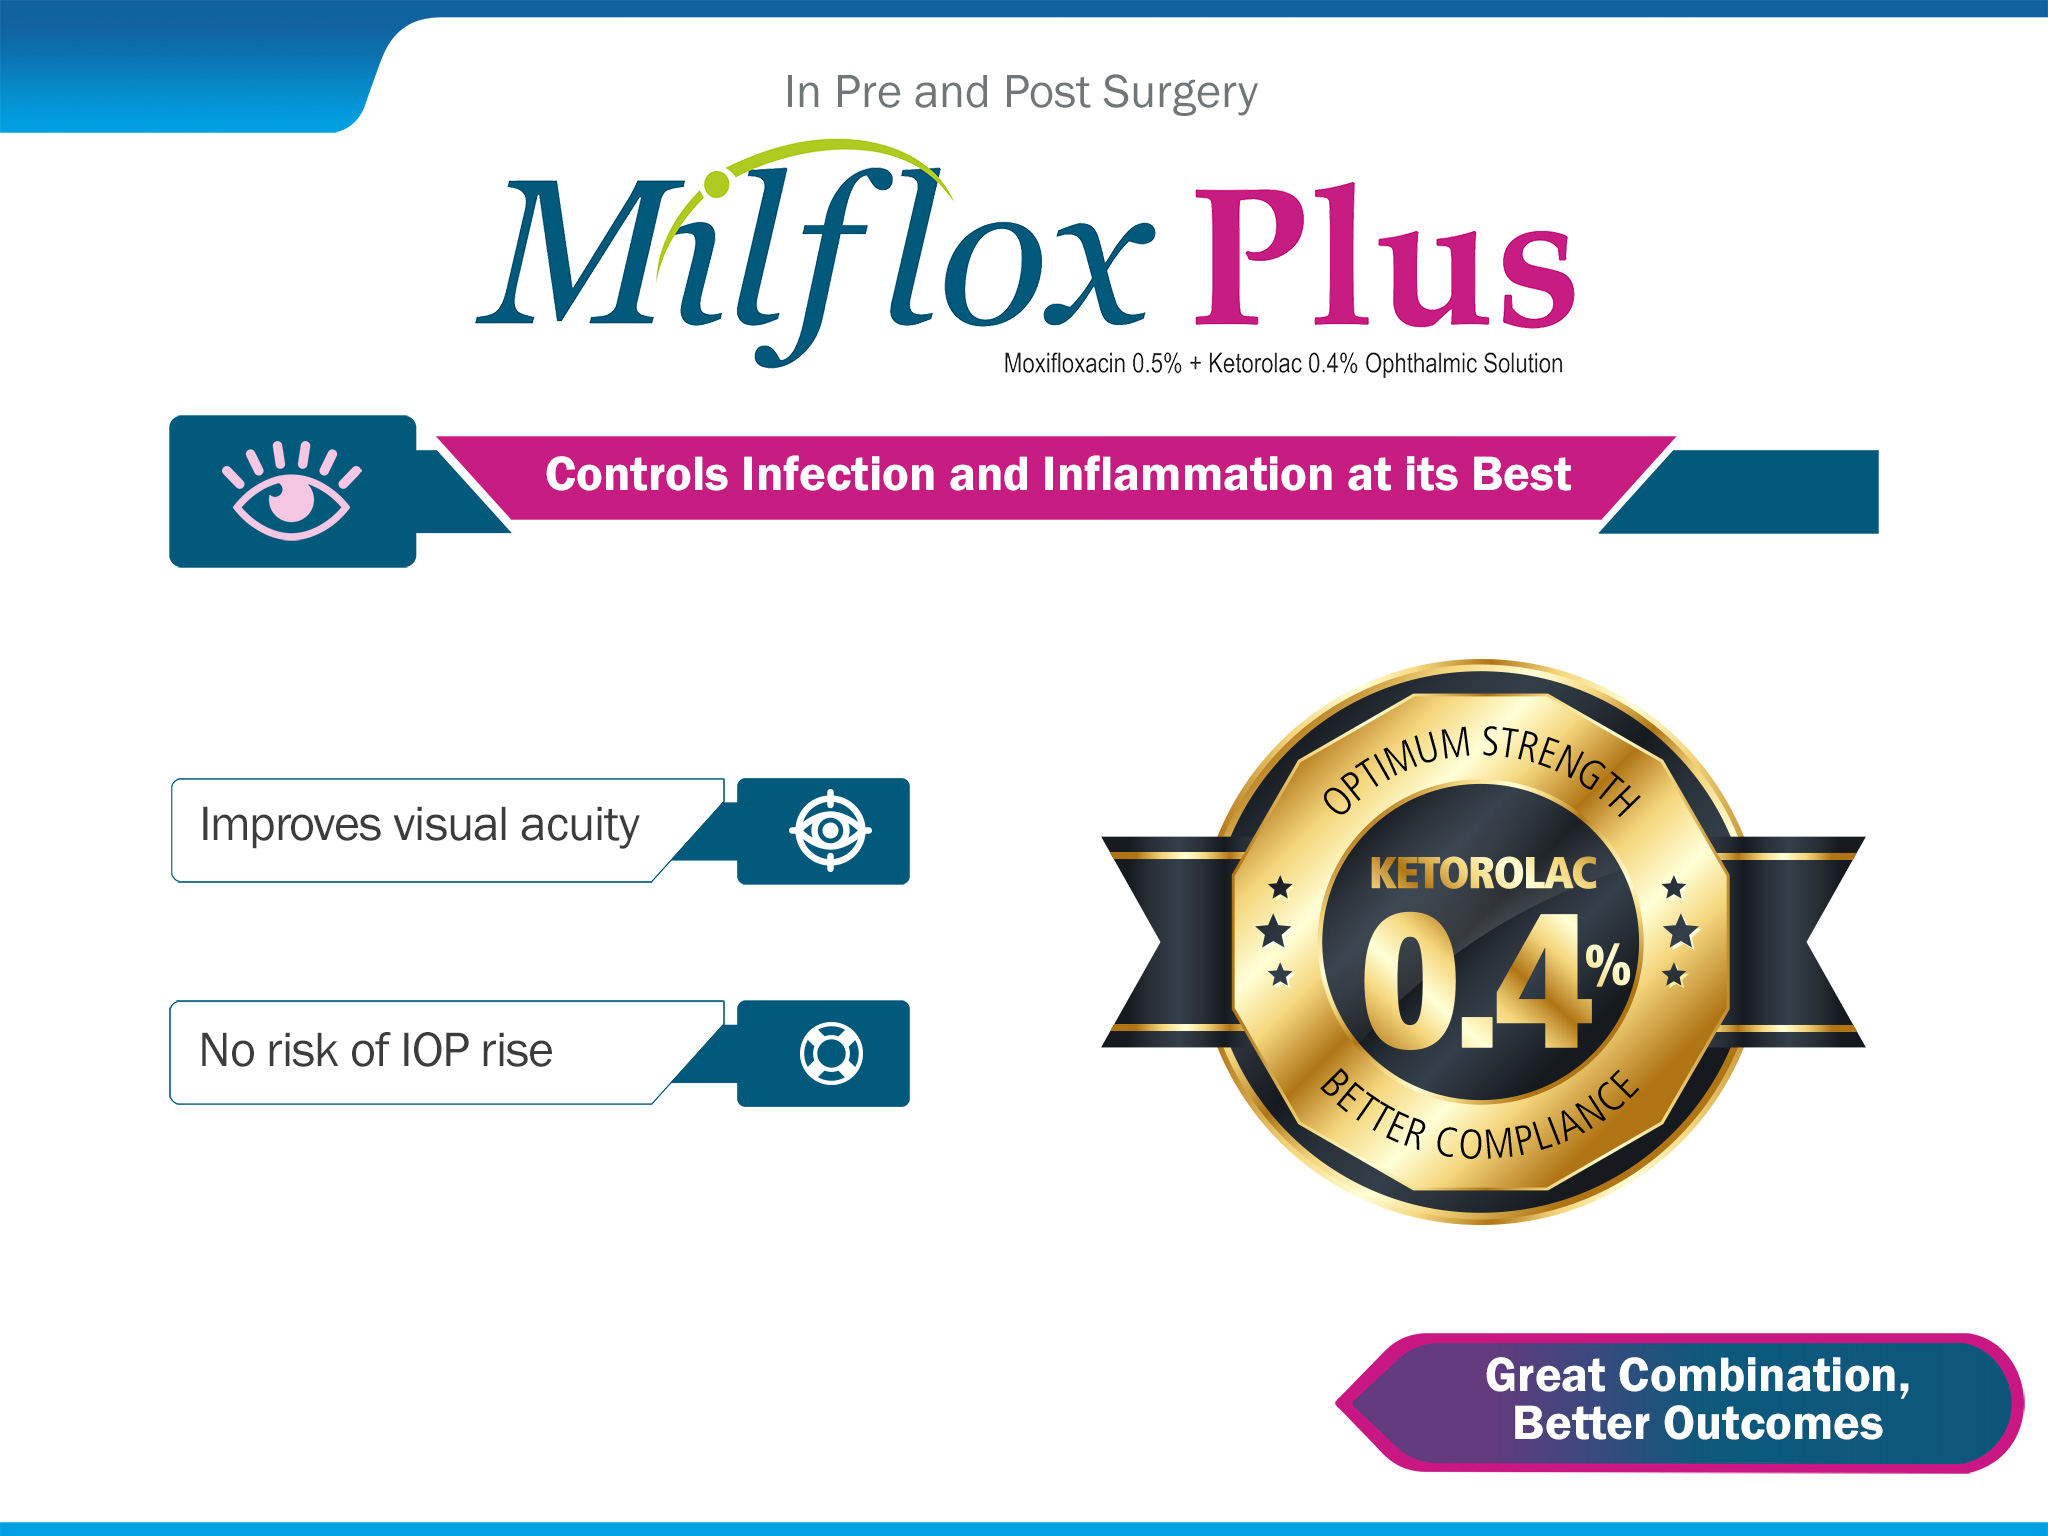 In Pre and Post Surgery
Milflox Plus
Moxifloxacin 0.5% + Ketorolac 0.4% Ophthalmic Solution
Controls Infection and Inflammation at its Best
Improves visual acuity
No risk of IOP rise
OPTIMUM STRENGTH
KETOROLAC
0.4%
BETTER COMPLIANCE
Great Combination,
Better Outcomes